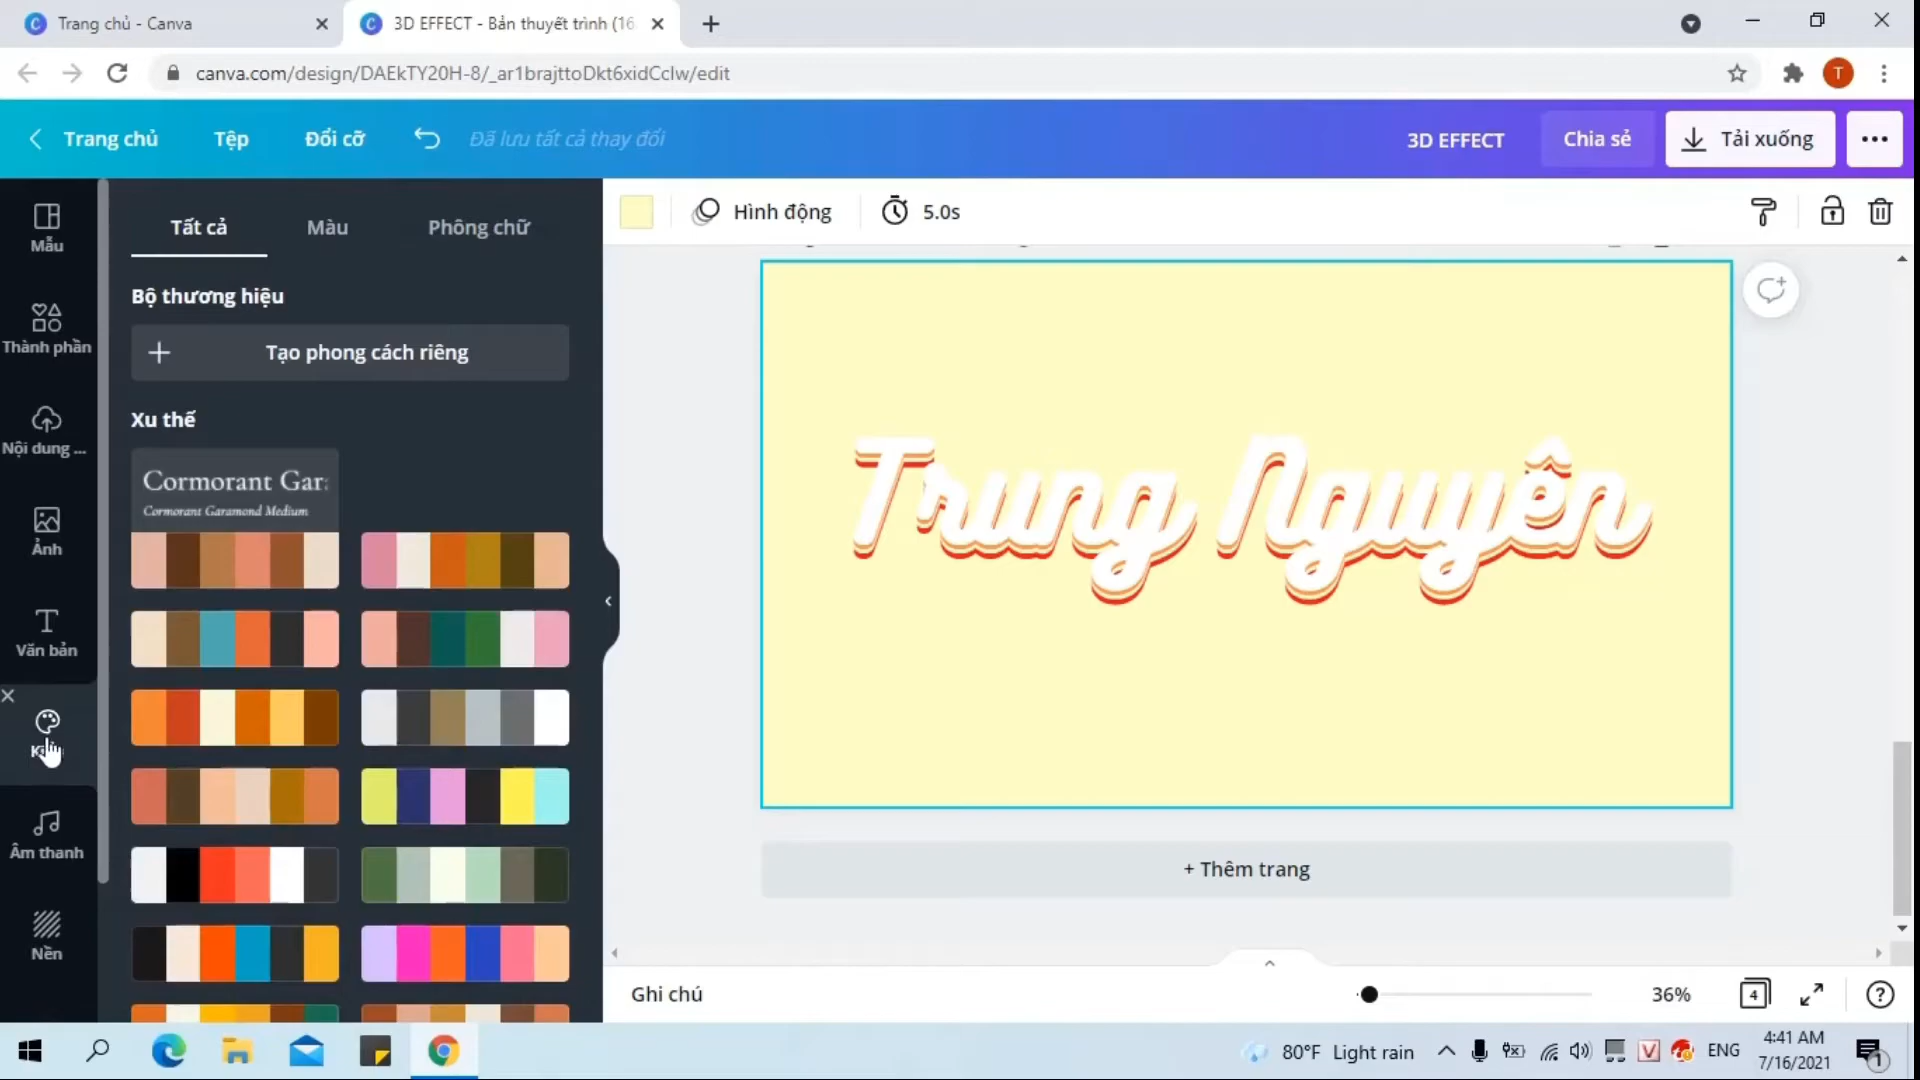 Trang chủ - Canva
3D EFFECT - Bản thuyết trình (16
canva.com/design/DAEkTY20H-8/_ar1brajttoDkt6xidCclw/edit
T
Trang chủ
Tệp
Đổi cỡ
Đã lưu tất cả thay đổi
3D EFFECT
Chia sẻ
Tải xuống
Mẫu
Thành phần
Nội dung ...
Ảnh
Văn bản
Âm thanh
Nền
Tất cả
Màu
Phông chữ
Bộ thương hiệu
Tạo phong cách riêng
Xu thế
Cormorant Gar
Cormorant Garamond Medium
Hình động
5.0s
Trung Nguyên
+ Thêm trang
Ghi chú
36%
4
80°F Light rain
ENG
4:41 AM
7/16/2021
1